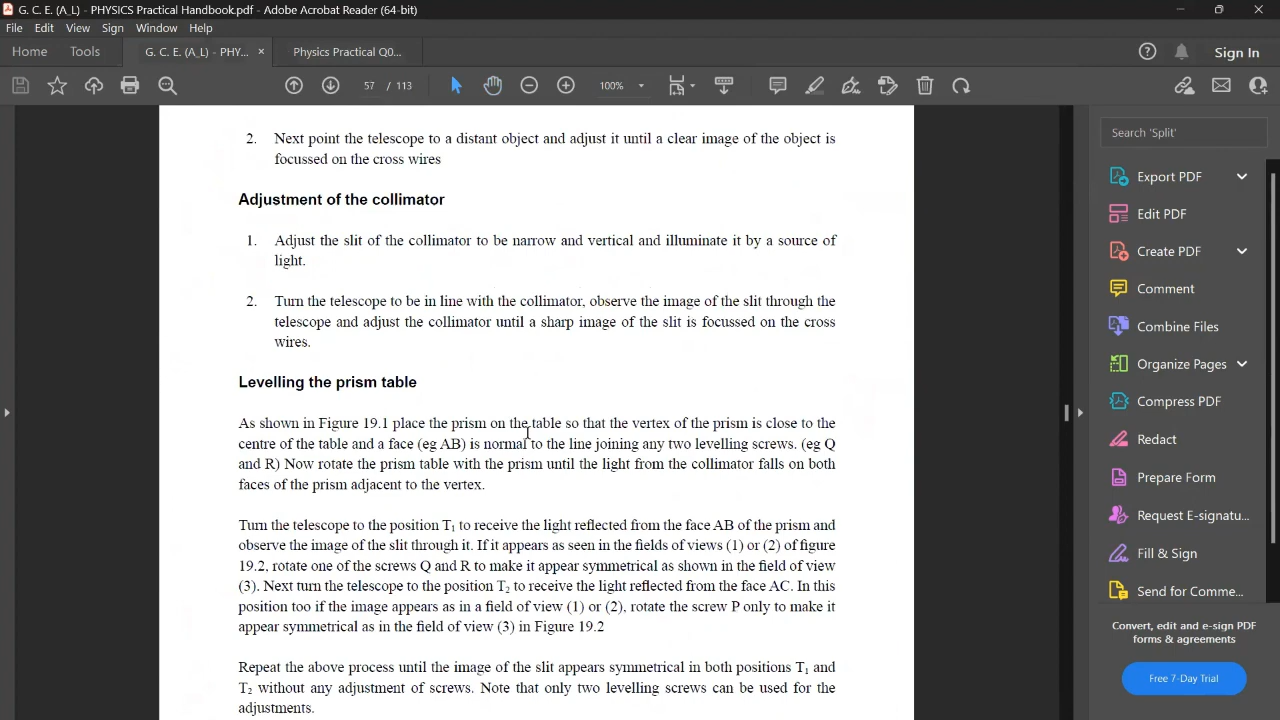 G. C. E. (A_L) - PHYSICS Practical Handbook.pdf - Adobe Acrobat Reader (64-bit)
File Edit View Sign Window Help
Home Tools G. C. E. (A_L) - PHY... × Physics Practical Q0... Sign In
57 / 113 100%
2. Next point the telescope to a distant object and adjust it until a clear image of the object is
focussed on the cross wires
Adjustment of the collimator
1. Adjust the slit of the collimator to be narrow and vertical and illuminate it by a source of
light.
2. Turn the telescope to be in line with the collimator, observe the image of the slit through the
telescope and adjust the collimator until a sharp image of the slit is focussed on the cross
wires.
Levelling the prism table
As shown in Figure 19.1 place the prism on the table so that the vertex of the prism is close to the
centre of the table and a face (eg AB) is normal to the line joining any two levelling screws. (eg Q
and R) Now rotate the prism table with the prism until the light from the collimator falls on both
faces of the prism adjacent to the vertex.
Turn the telescope to the position T₁ to receive the light reflected from the face AB of the prism and
observe the image of the slit through it. If it appears as seen in the fields of views (1) or (2) of figure
19.2, rotate one of the screws Q and R to make it appear symmetrical as shown in the field of view
(3). Next turn the telescope to the position T₂ to receive the light reflected from the face AC. In this
position too if the image appears as in a field of view (1) or (2), rotate the screw P only to make it
appear symmetrical as in the field of view (3) in Figure 19.2
Repeat the above process until the image of the slit appears symmetrical in both positions T₁ and
T₂ without any adjustment of screws. Note that only two levelling screws can be used for the
adjustments.
Search 'Split'
Export PDF
Edit PDF
Create PDF
Comment
Combine Files
Organize Pages
Compress PDF
Redact
Prepare Form
Request E-signatu...
Fill & Sign
Send for Comme...
Convert, edit and e-sign PDF
forms & agreements
Free 7-Day Trial